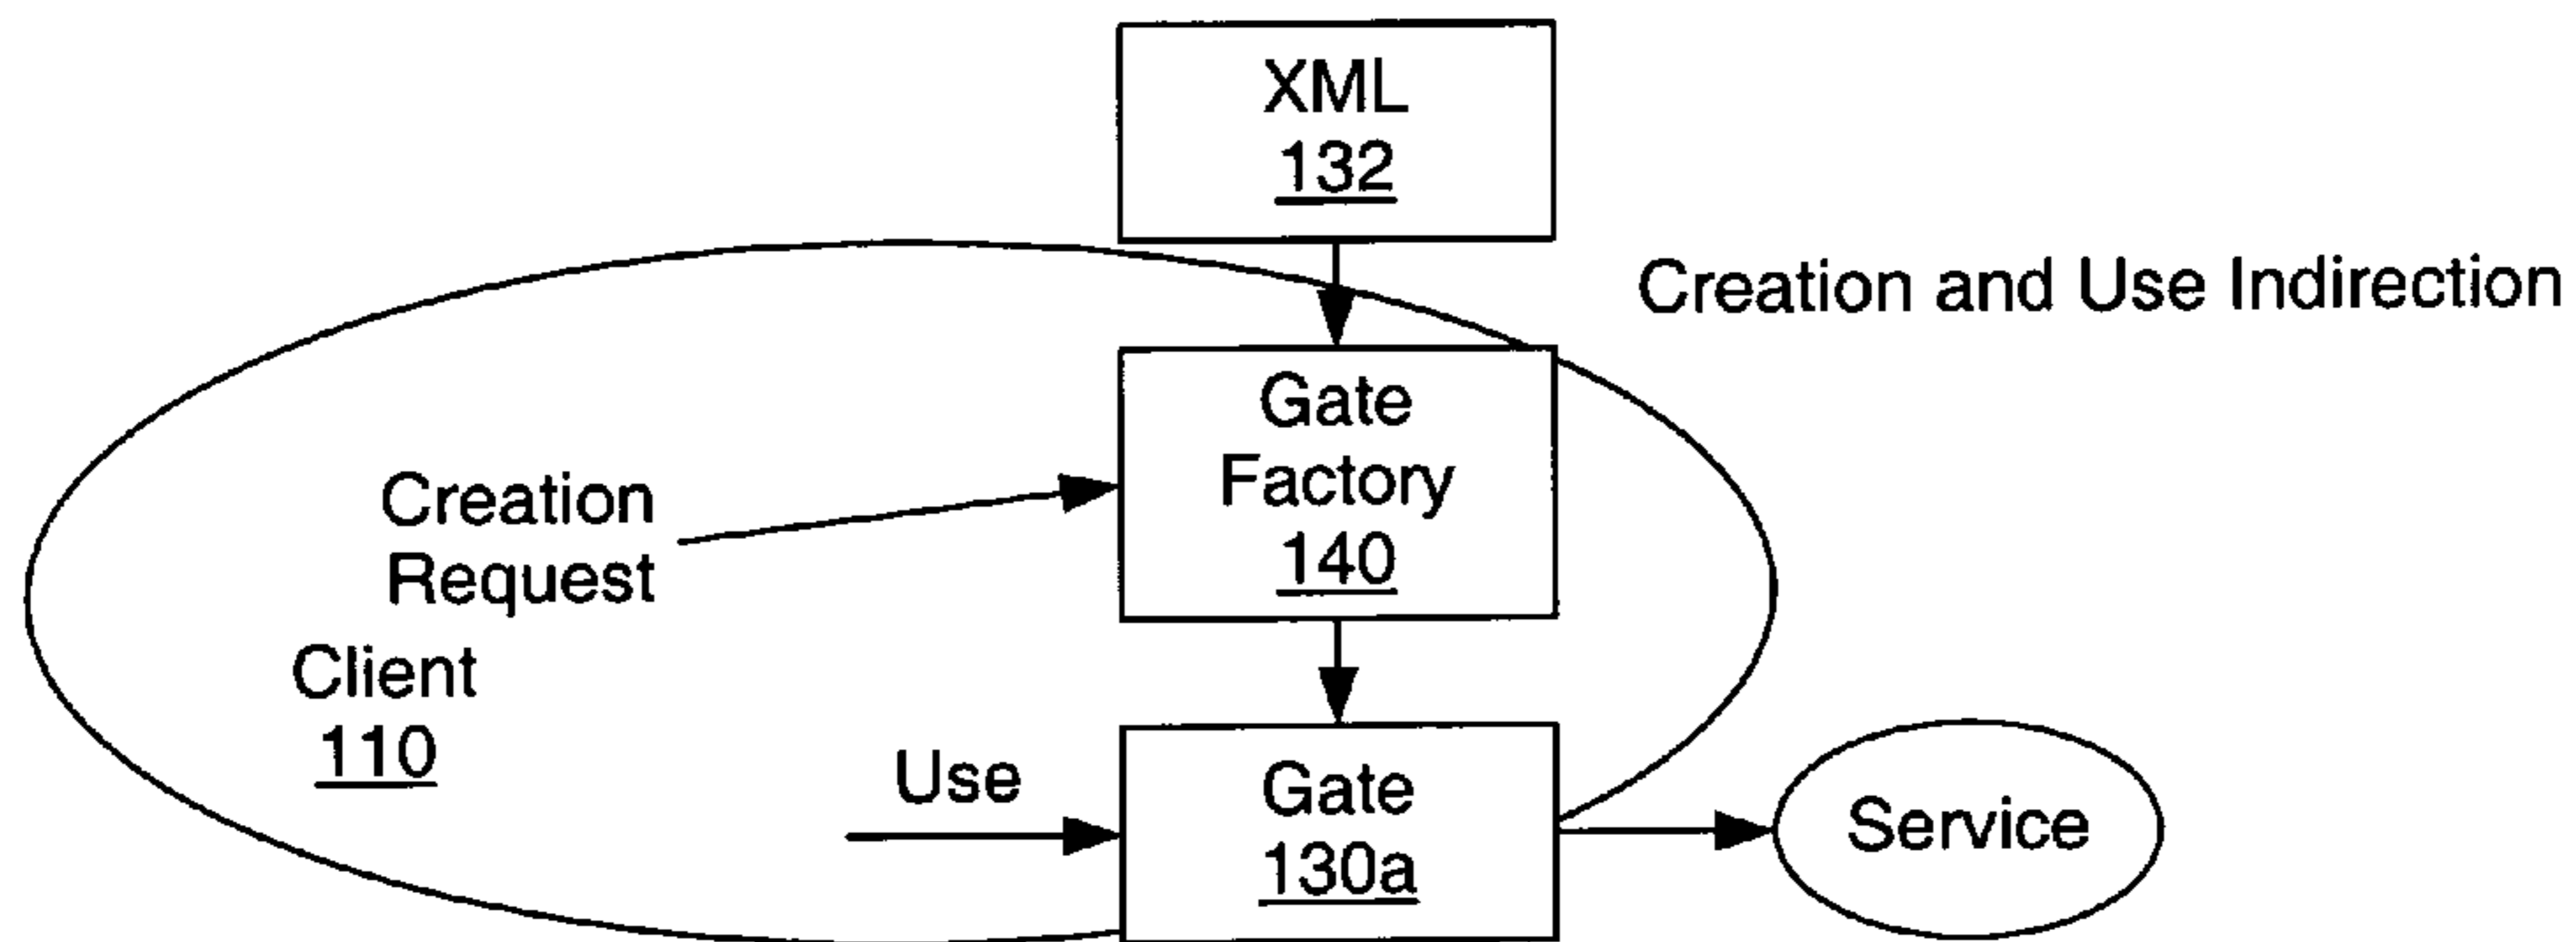 XML
132
Creation and Use Indirection
Gate
Factory
140
Creation
Request
Client
110
Use
Gate
130a
Service